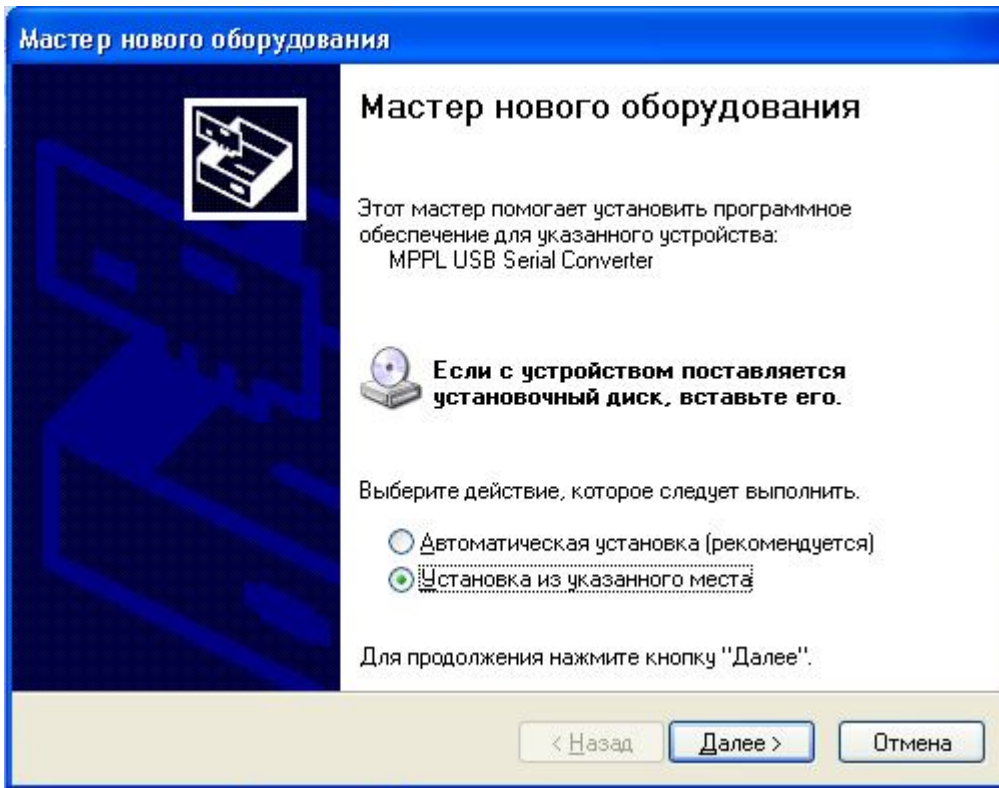 Мастер нового оборудования
Мастер нового оборудования
Этот мастер помогает установить программное
обеспечение для указанного устройства:
MPPL USB Serial Converter
Если с устройством поставляется
установочный диск, вставьте его.
Выберите действие, которое следует выполнить.
Автоматическая установка (рекомендуется)
Установка из указанного места
Для продолжения нажмите кнопку "Далее".
< Назад Далее > Отмена